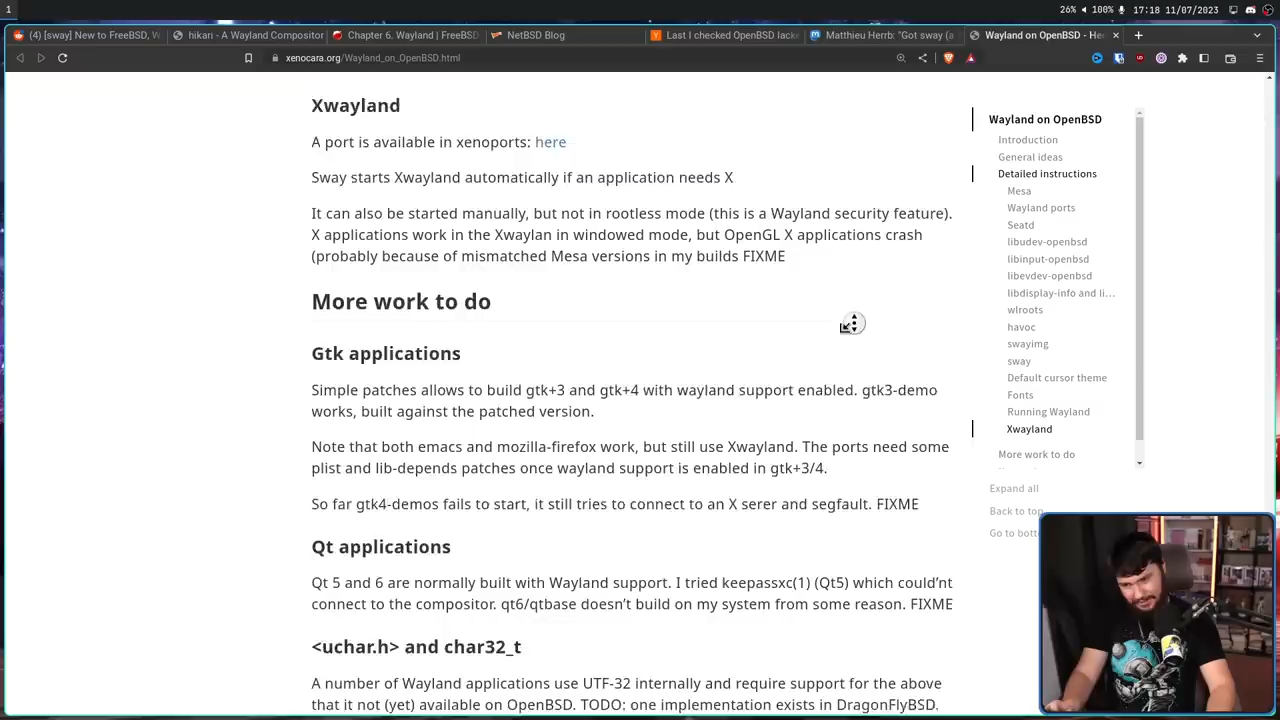 1
26%
100%
17:18 11/07/2023
(4) [sway] New to FreeBSD, W
hikari - A Wayland Compositor
Chapter 6. Wayland | FreeBSD
NetBSD Blog
Last I checked OpenBSD lacke
Matthieu Herrb: "Got sway (a
Wayland on OpenBSD - He
xenocara.org/Wayland_on_OpenBSD.html
Xwayland
A port is available in xenoports: here
Sway starts Xwayland automatically if an application needs X
It can also be started manually, but not in rootless mode (this is a Wayland security feature).
X applications work in the Xwaylan in windowed mode, but OpenGL X applications crash
(probably because of mismatched Mesa versions in my builds FIXME
More work to do
Gtk applications
Simple patches allows to build gtk+3 and gtk+4 with wayland support enabled. gtk3-demo
works, built against the patched version.
Note that both emacs and mozilla-firefox work, but still use Xwayland. The ports need some
plist and lib-depends patches once wayland support is enabled in gtk+3/4.
So far gtk4-demos fails to start, it still tries to connect to an X serer and segfault. FIXME
Qt applications
Qt 5 and 6 are normally built with Wayland support. I tried keepassxc(1) (Qt5) which could'nt
connect to the compositor. qt6/qtbase doesn't build on my system from some reason. FIXME
<uchar.h> and char32_t
A number of Wayland applications use UTF-32 internally and require support for the above
that it not (yet) available on OpenBSD. TODO: one implementation exists in DragonFlyBSD.
Wayland on OpenBSD
Introduction
General ideas
Detailed instructions
Mesa
Wayland ports
Seatd
libudev-openbsd
libinput-openbsd
libevdev-openbsd
libdisplay-info and li...
wlroots
havoc
swayimg
sway
Default cursor theme
Fonts
Running Wayland
Xwayland
More work to do
Expand all
Back to top
Go to bott